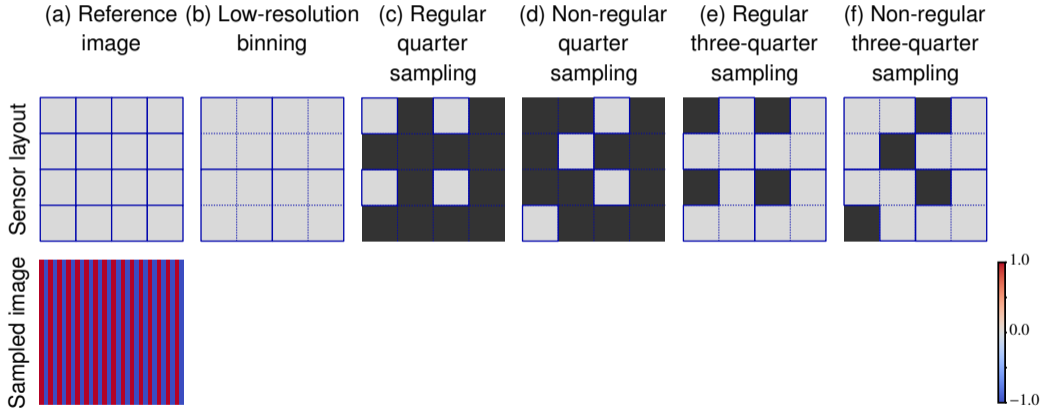 (a) Reference
image
(b) Low-resolution
binning
(c) Regular
quarter
sampling
(d) Non-regular
quarter
sampling
(e) Regular
three-quarter
sampling
(f) Non-regular
three-quarter
sampling
Sensor layout
Sampled image
1.0
0.0
−1.0